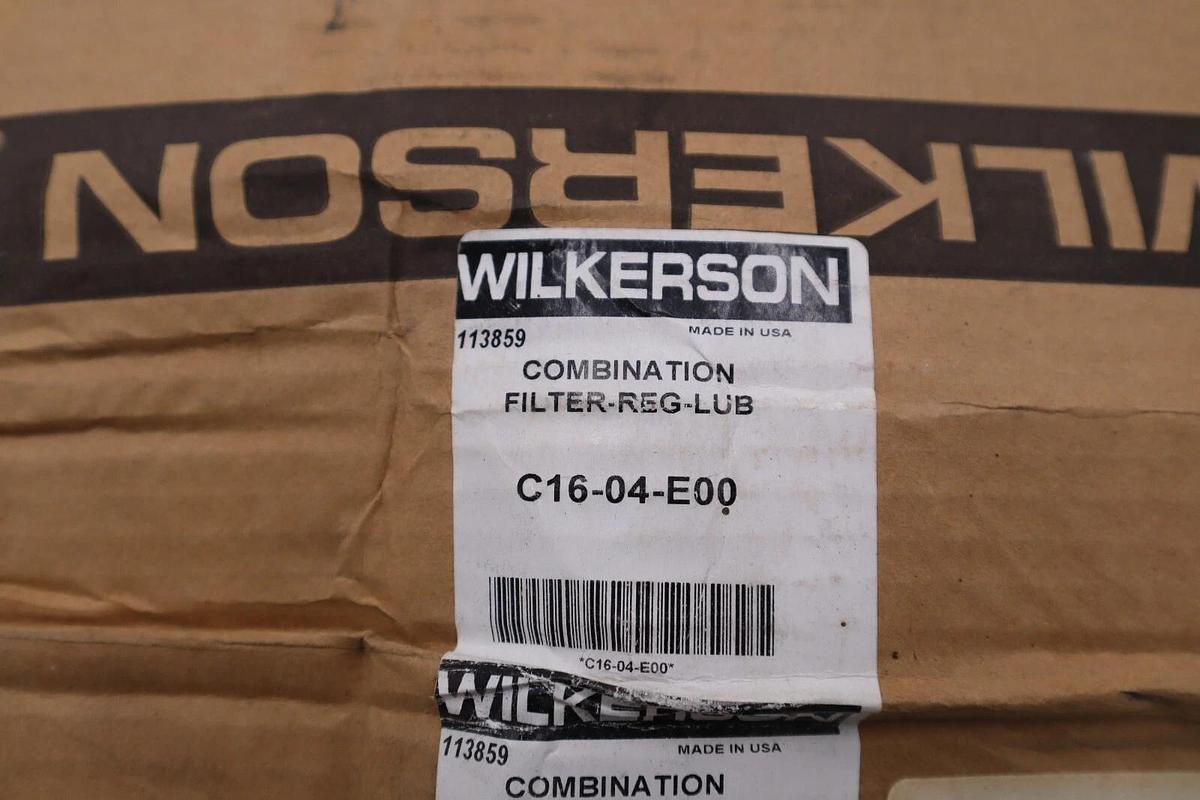 WILKERSON
WILKERSON
113859
MADE IN USA
COMBINATION
FILTER-REG-LUB
C16-04-E00
*C16-04-E00*
WILKERSON
113859
MADE IN USA
COMBINATION